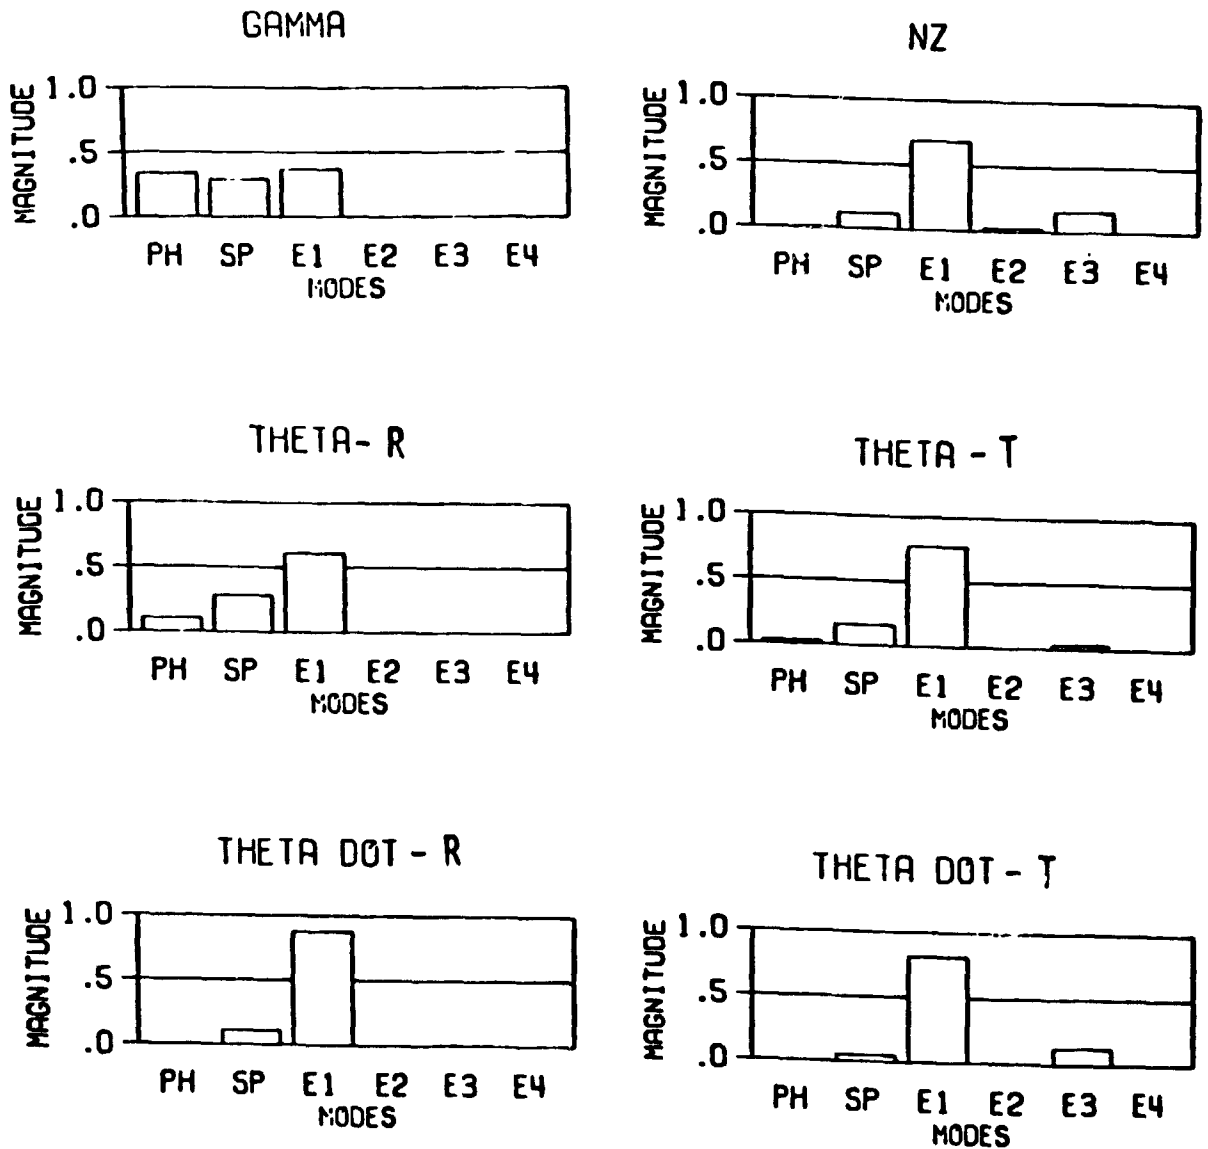 GAMMA
MAGNITUDE
1.0
.5
.0
PH SP E1 E2 E3 E4
MODES
NZ
MAGNITUDE
1.0
.5
.0
PH SP E1 E2 E3 E4
MODES
THETA- R
MAGNITUDE
1.0
.5
.0
PH SP E1 E2 E3 E4
MODES
THETA - T
MAGNITUDE
1.0
.5
.0
PH SP E1 E2 E3 E4
MODES
THETA DOT - R
MAGNITUDE
1.0
.5
.0
PH SP E1 E2 E3 E4
MODES
THETA DOT - T
MAGNITUDE
1.0
.5
.0
PH SP E1 E2 E3 E4
MODES